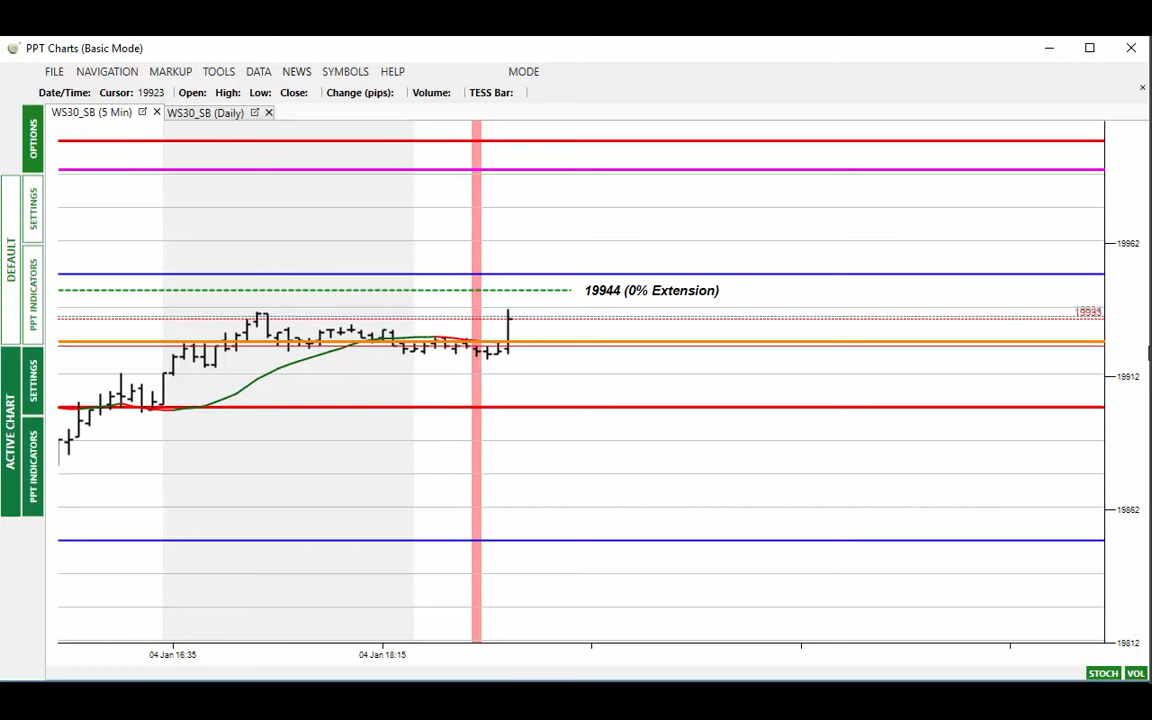 PPT Charts (Basic Mode)
FILE NAVIGATION MARKUP TOOLS DATA NEWS SYMBOLS HELP MODE
Date/Time: Cursor: 19923 Open: High: Low: Close: Change (pips): Volume: TESS Bar:
WS30_SB (5 Min) WS30_SB (Daily)
OPTIONS
DEFAULT
SETTINGS
PPT INDICATORS
ACTIVE CHART
SETTINGS
PPT INDICATORS
19962
19944 (0% Extension)
19912
19862
19812
04 Jan 16:35 04 Jan 18:15
STOCH VOL